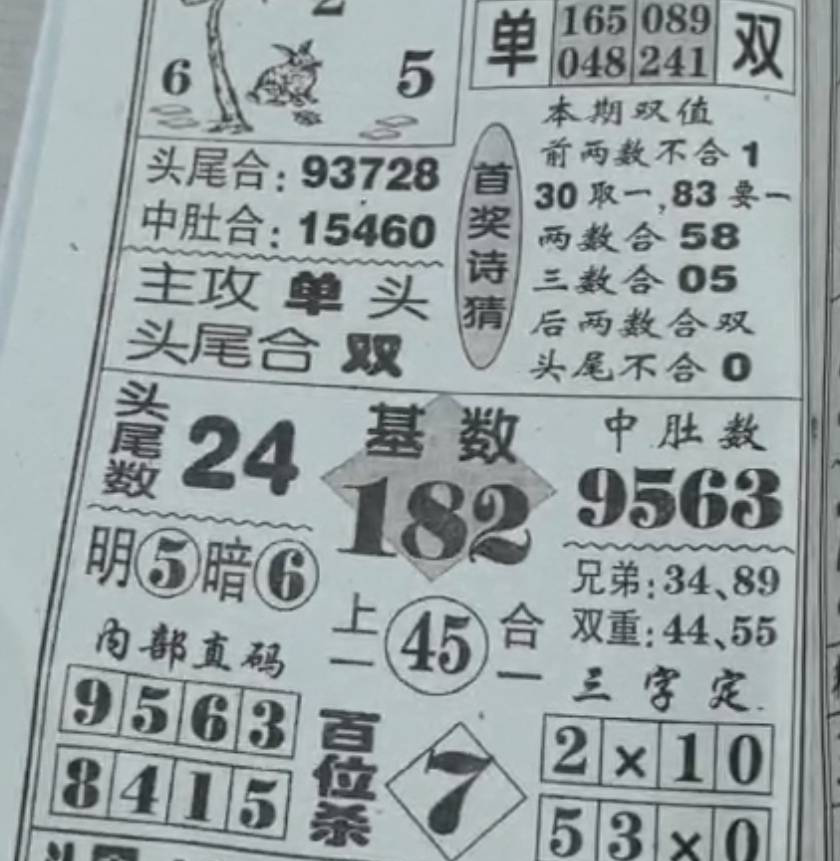 2
6
5
单 165 089 双
048 241
头尾合：93728
中肚合：15460
主攻 单 头
头尾合 双
首奖诗猜
本期双值
前两数不合 1
30 取一，83 要一
两数合 58
三数合 05
后两数合双
头尾不合 0
头尾数 24
明⑤暗⑥
基数
182
上一 45 合一
中肚数
9563
兄弟：34、89
双重：44、55
内部直码
9563
8415
百位杀 7
三字定
2×10
53×0